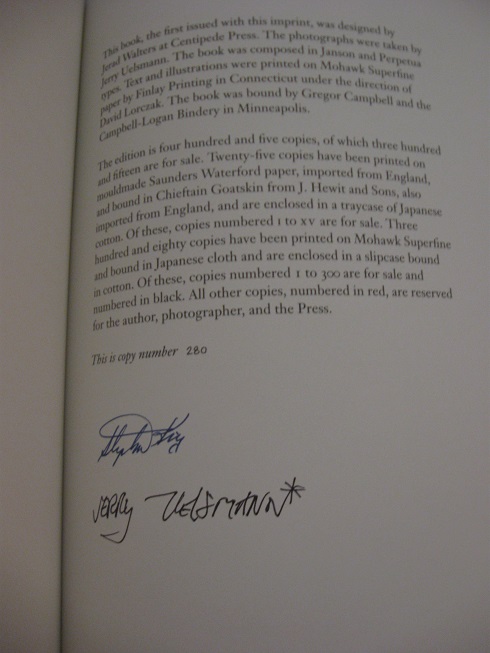 This book, the first issued with this imprint, was designed by
Jerad Walters at Centipede Press. The photographs were taken by
Jerry Uelsmann. The book was composed in Janson and Perpetua
types. Text and illustrations were printed on Mohawk Superfine
paper by Finlay Printing in Connecticut under the direction of
David Lorczak. The book was bound by Gregor Campbell and the
Campbell-Logan Bindery in Minneapolis.
The edition is four hundred and five copies, of which three hundred
and fifteen are for sale. Twenty-five copies have been printed on
mouldmade Saunders Waterford paper, imported from England,
and bound in Chieftain Goatskin from J. Hewit and Sons, also
imported from England, and are enclosed in a traycase of Japanese
cotton. Of these, copies numbered I to XV are for sale. Three
hundred and eighty copies have been printed on Mohawk Superfine
and bound in Japanese cloth and are enclosed in a slipcase bound
in cotton. Of these, copies numbered 1 to 300 are for sale and
numbered in black. All other copies, numbered in red, are reserved
for the author, photographer, and the Press.
This is copy number 280
Stephen King
JERRY UELSMANN*